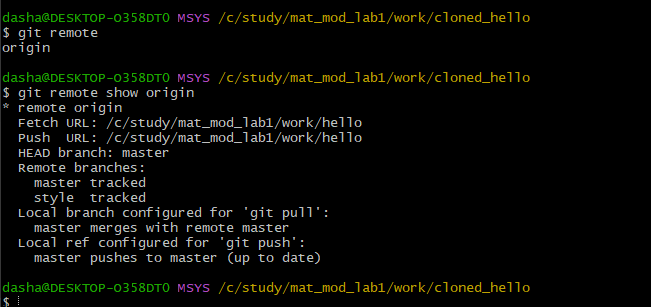 dasha@DESKTOP-O358DT0 MSYS /c/study/mat_mod_lab1/work/cloned_hello
$ git remote
origin
dasha@DESKTOP-O358DT0 MSYS /c/study/mat_mod_lab1/work/cloned_hello
$ git remote show origin
* remote origin
  Fetch URL: /c/study/mat_mod_lab1/work/hello
  Push  URL: /c/study/mat_mod_lab1/work/hello
  HEAD branch: master
  Remote branches:
    master tracked
    style  tracked
  Local branch configured for 'git pull':
    master merges with remote master
  Local ref configured for 'git push':
    master pushes to master (up to date)
dasha@DESKTOP-O358DT0 MSYS /c/study/mat_mod_lab1/work/cloned_hello
$